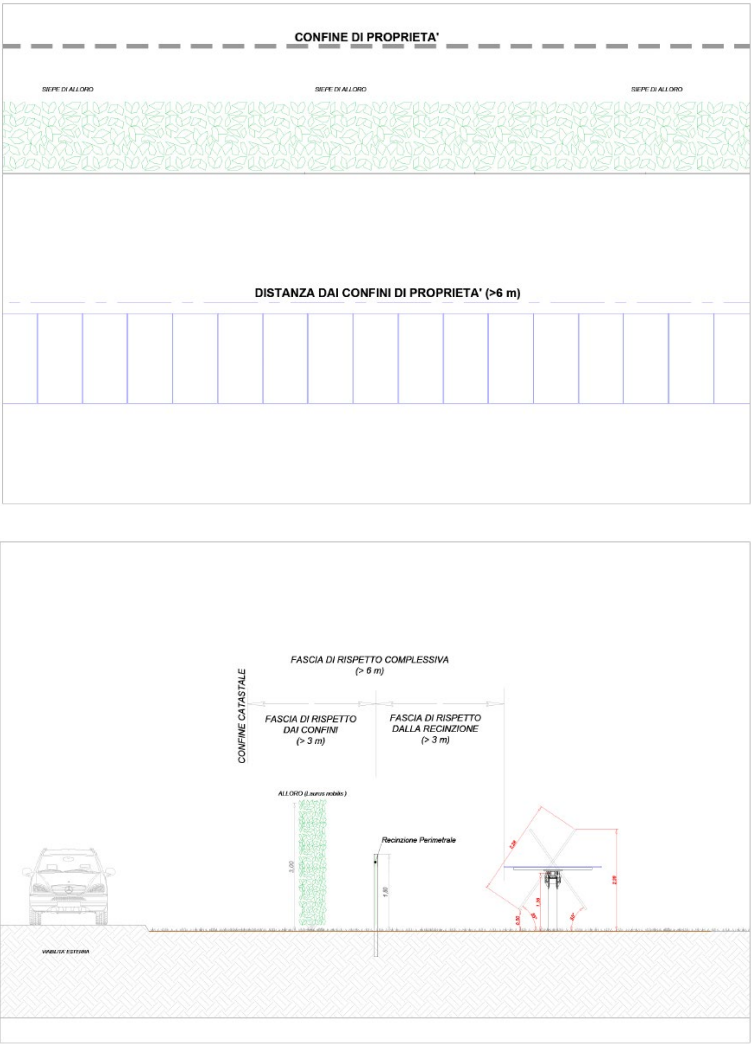 CONFINE DI PROPRIETA'
SIEPE DI ALLORO SIEPE DI ALLORO SIEPE DI ALLORO
DISTANZA DAI CONFINI DI PROPRIETA' (>6 m)
FASCIA DI RISPETTO COMPLESSIVA
(> 6 m)
CONFINE CATASTALE
FASCIA DI RISPETTO
DAI CONFINI
(> 3 m)
FASCIA DI RISPETTO
DALLA RECINZIONE
(> 3 m)
ALLORO (Laurus nobilis )
Recinzione Perimetrale
VIABILITA' ESTERNA